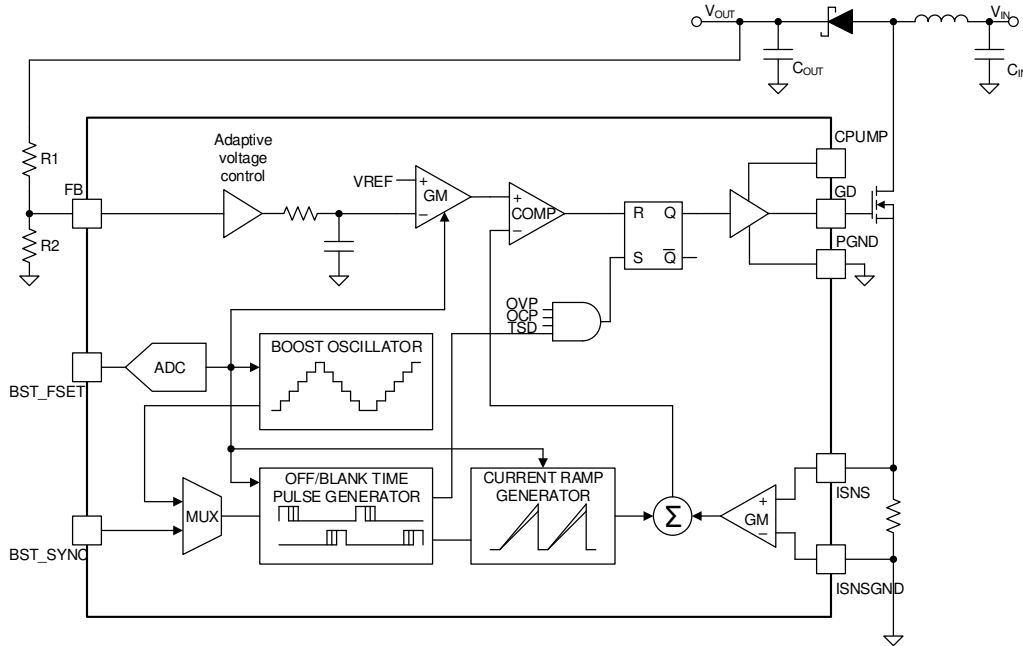 VOUT
VIN
COUT
CIN
Adaptive
voltage
control
CPUMP
R1
FB
VREF
+
GM
−
+
COMP
−
R Q
GD
R2
S Q
PGND
OVP
OCP
TSD
BOOST OSCILLATOR
ADC
BST_FSET
OFF/BLANK TIME
PULSE GENERATOR
CURRENT RAMP
GENERATOR
ISNS
MUX
Σ
+
GM
−
BST_SYNC
ISNSGND